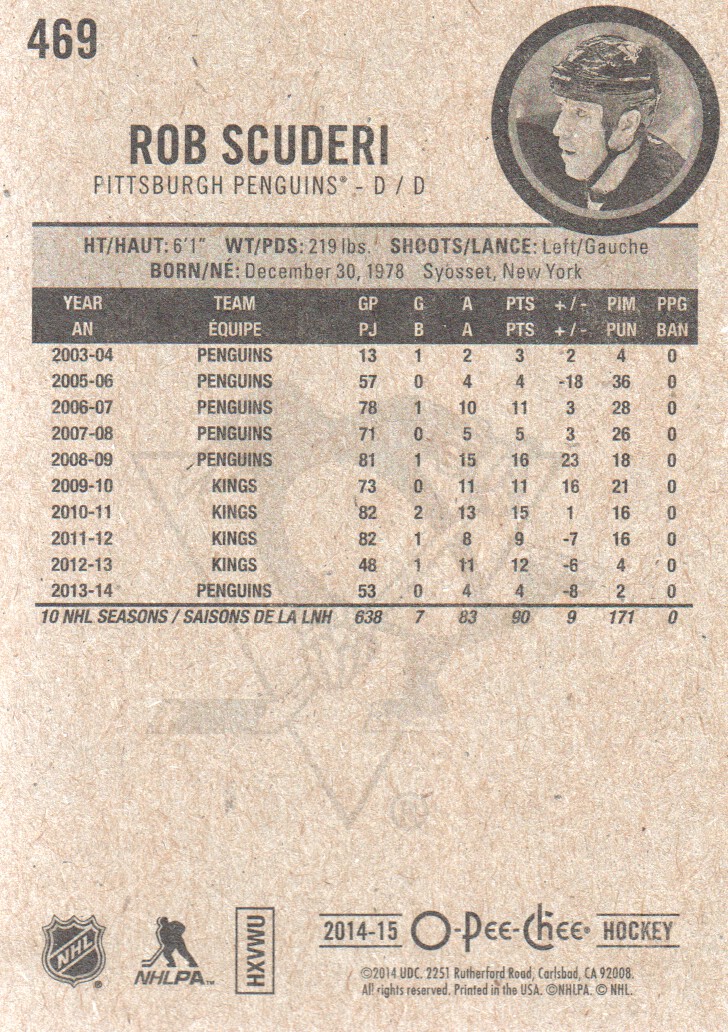 469
ROB SCUDERI
PITTSBURGH PENGUINS® - D / D
HT/HAUT: 6'1" WT/PDS: 219 lbs. SHOOTS/LANCE: Left/Gauche
BORN/NÉ: December 30, 1978 Syosset, New York
YEAR TEAM GP G A PTS +/- PIM PPG
AN ÉQUIPE PJ B A PTS +/- PUN BAN
2003-04 PENGUINS 13 1 2 3 2 4 0
2005-06 PENGUINS 57 0 4 4 -18 36 0
2006-07 PENGUINS 78 1 10 11 3 28 0
2007-08 PENGUINS 71 0 5 5 3 26 0
2008-09 PENGUINS 81 1 15 16 23 18 0
2009-10 KINGS 73 0 11 11 16 21 0
2010-11 KINGS 82 2 13 15 1 16 0
2011-12 KINGS 82 1 8 9 -7 16 0
2012-13 KINGS 48 1 11 12 -6 4 0
2013-14 PENGUINS 53 0 4 4 -8 2 0
10 NHL SEASONS / SAISONS DE LA LNH 638 7 83 90 9 171 0
®
NHL® NHLPA™ HXVWU 2014-15 O-Pee-Chee® HOCKEY
©2014 UDC. 2251 Rutherford Road, Carlsbad, CA 92008.
All rights reserved. Printed in the USA. ©NHLPA. © NHL.